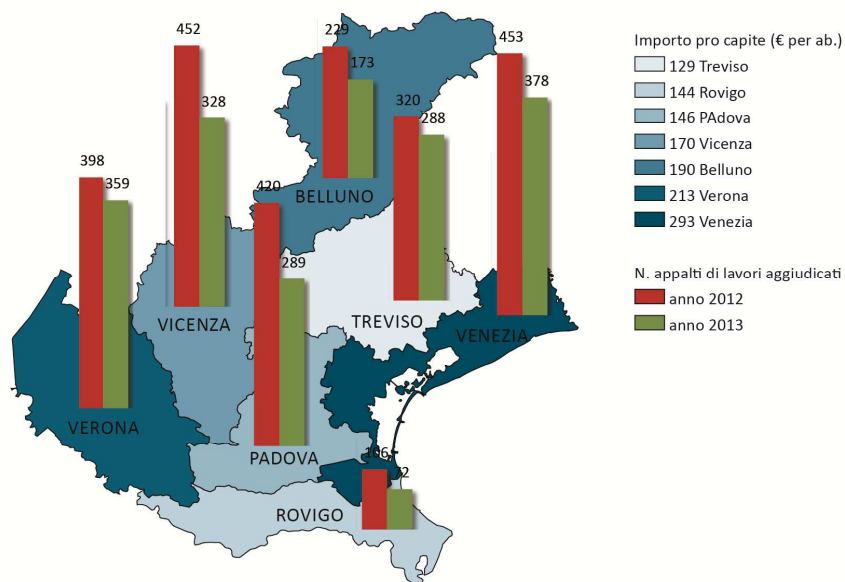 452
229
453
173
378
328
320
288
398
359
BELLUNO
420
289
VICENZA
TREVISO
VENEZIA
VERONA
PADOVA
106
72
ROVIGO
Importo pro capite (€ per ab.)
129 Treviso
144 Rovigo
146 PAdova
170 Vicenza
190 Belluno
213 Verona
293 Venezia
N. appalti di lavori aggiudicati
anno 2012
anno 2013